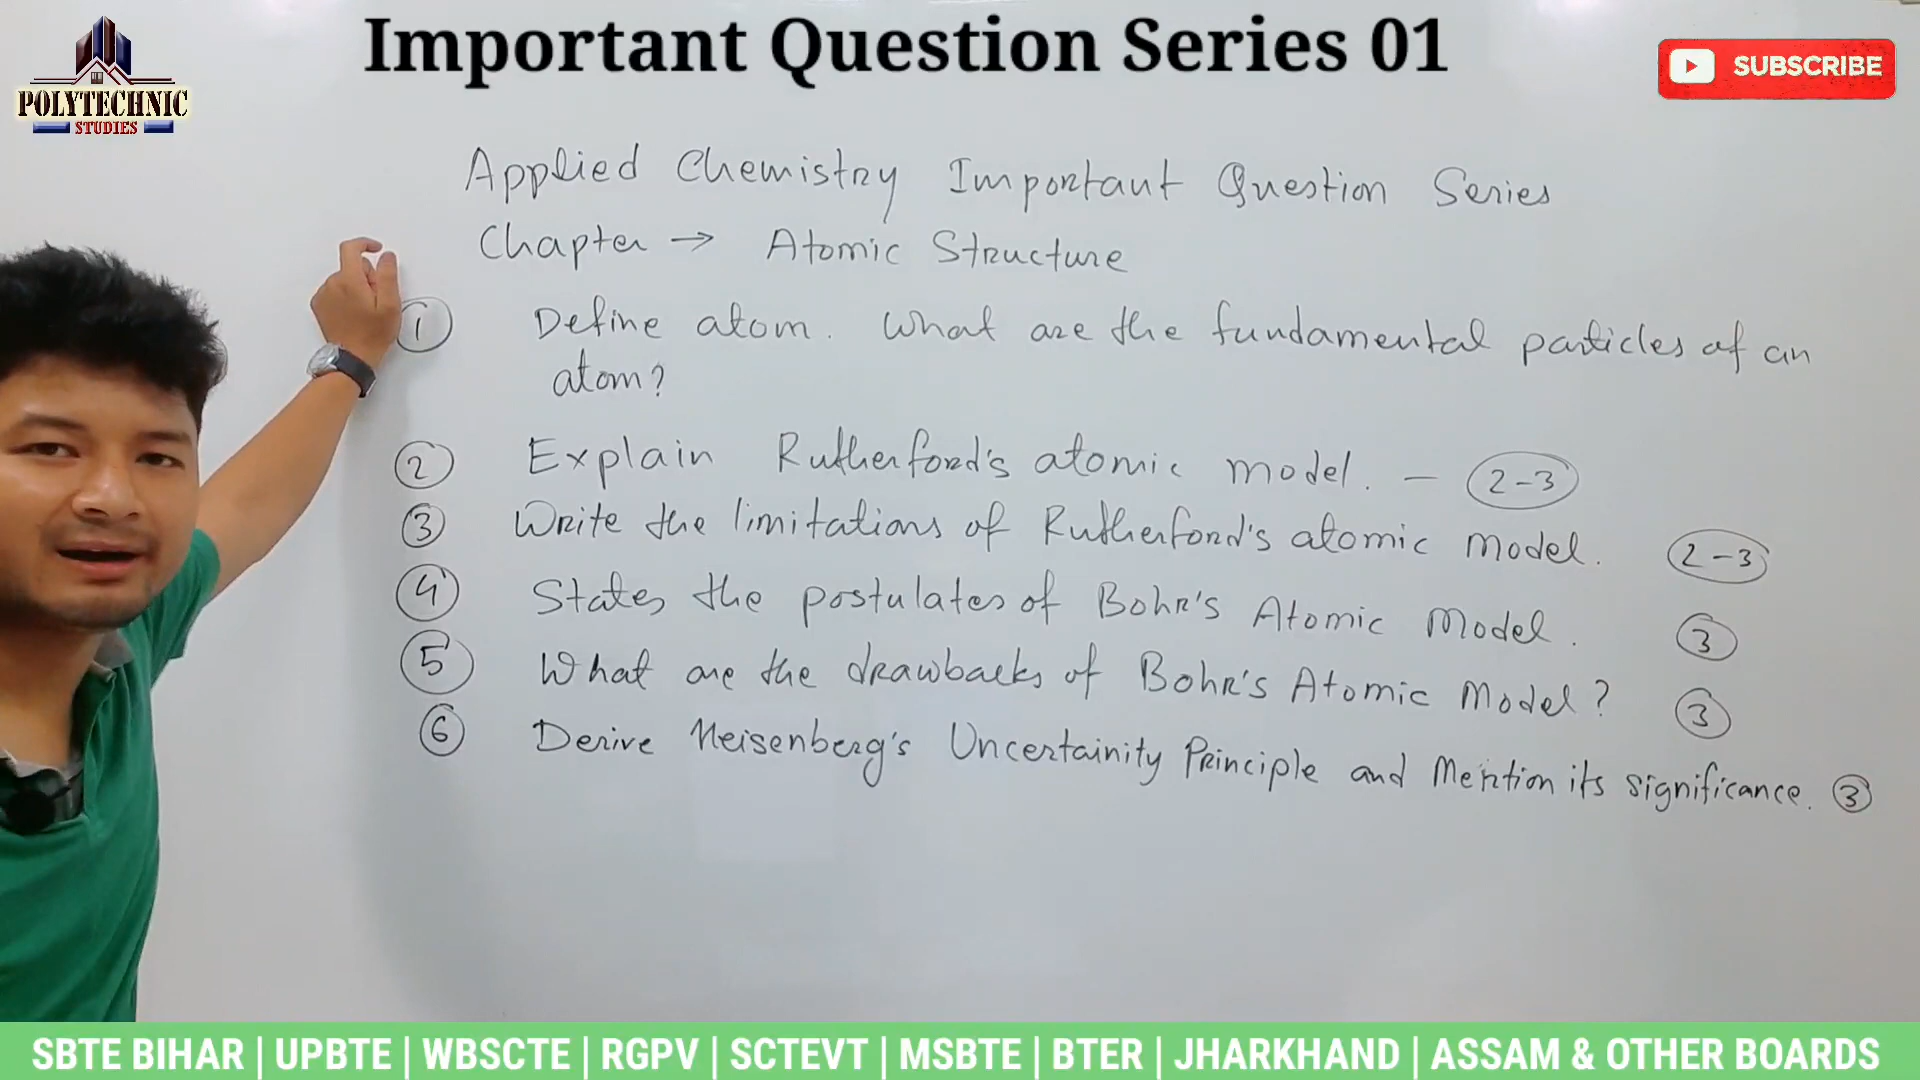 Important Question Series 01
POLYTECHNIC
STUDIES
SUBSCRIBE
Applied Chemistry Important Question Series
Chapter → Atomic Structure
1 Define atom. What are the fundamental particles of an
atom?
2 Explain Rutherford's atomic model. - 2-3
3 Write the limitations of Rutherford's atomic model. 2-3
4 States the postulates of Bohr's Atomic Model. 3
5 What are the drawbacks of Bohr's Atomic Model? 3
6 Derive Heisenberg's Uncertainity Principle and Mention its significance. 3
SBTE BIHAR | UPBTE | WBSCTE | RGPV | SCTEVT | MSBTE | BTER | JHARKHAND | ASSAM & OTHER BOARDS